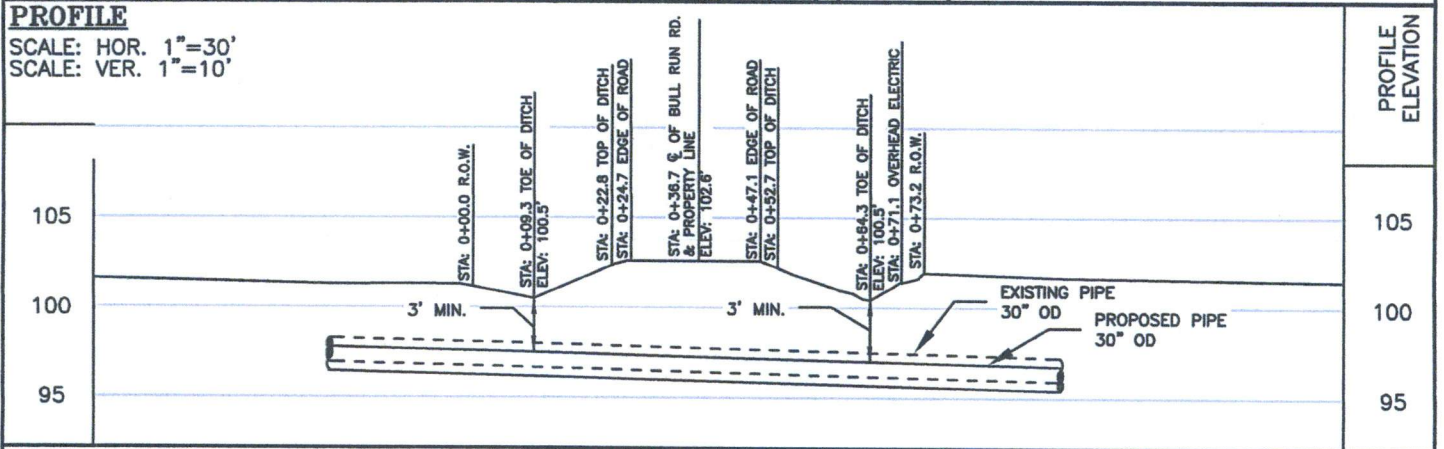 PROFILE
SCALE: HOR. 1"=30'
SCALE: VER. 1"=10'
STA: 0+00.0 R.O.W.
STA: 0+09.3 TOE OF DITCH
ELEV: 100.5'
STA: 0+22.8 TOP OF DITCH
STA: 0+24.7 EDGE OF ROAD
STA: 0+36.7 ℄ OF BULL RUN RD.
& PROPERTY LINE
ELEV: 102.6'
STA: 0+47.1 EDGE OF ROAD
STA: 0+52.7 TOP OF DITCH
STA: 0+64.3 TOE OF DITCH
ELEV: 100.5'
STA: 0+71.1 OVERHEAD ELECTRIC
STA: 0+73.2 R.O.W.
PROFILE
ELEVATION
105
105
100
3' MIN.
3' MIN.
EXISTING PIPE
30" OD
100
PROPOSED PIPE
30" OD
95
95